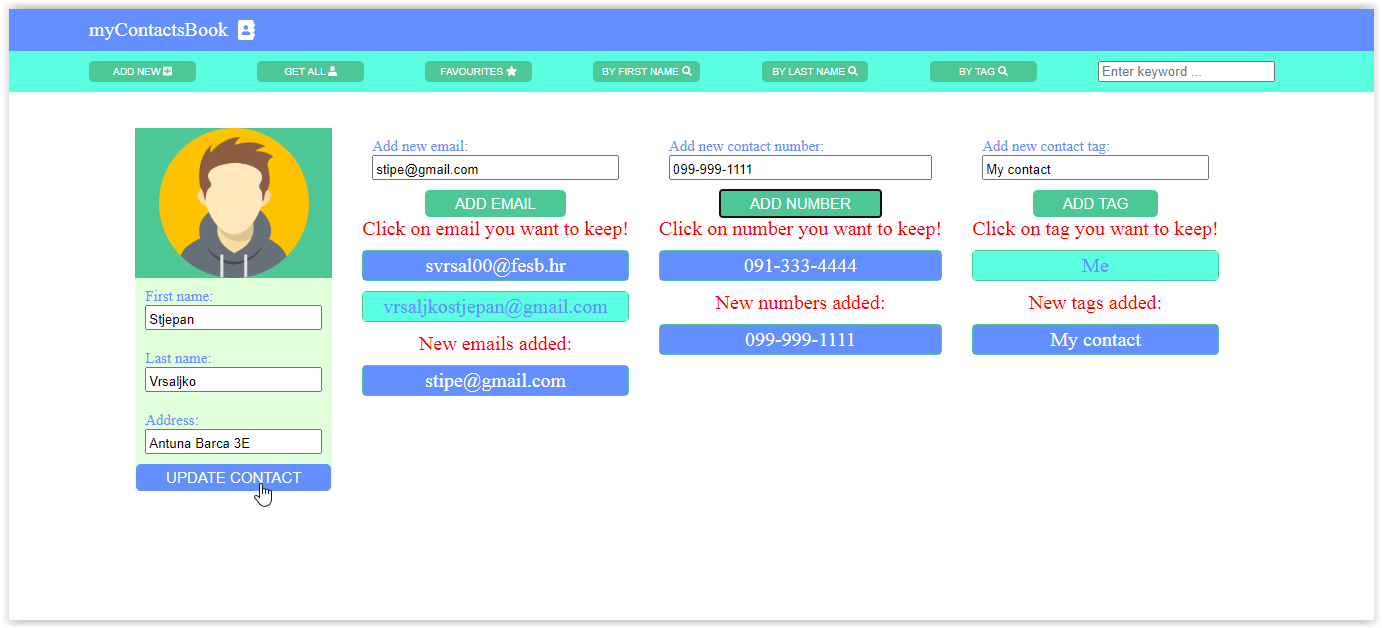 myContactsBook
ADD NEW
GET ALL
FAVOURITES
BY FIRST NAME
BY LAST NAME
BY TAG
Enter keyword ...
First name:
Stjepan
Last name:
Vrsaljko
Address:
Antuna Barca 3E
UPDATE CONTACT
Add new email:
stipe@gmail.com
ADD EMAIL
Click on email you want to keep!
svrsal00@fesb.hr
vrsaljkostjepan@gmail.com
New emails added:
stipe@gmail.com
Add new contact number:
099-999-1111
ADD NUMBER
Click on number you want to keep!
091-333-4444
New numbers added:
099-999-1111
Add new contact tag:
My contact
ADD TAG
Click on tag you want to keep!
Me
New tags added:
My contact